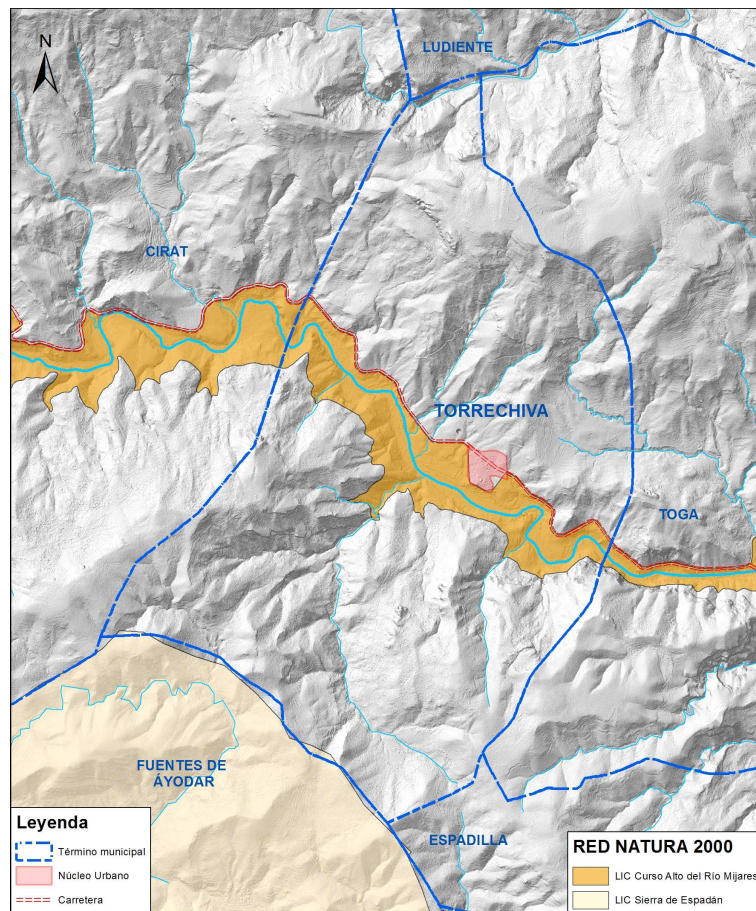 N
LUDIENTE
CIRAT
TORRECHIVA
TOGA
FUENTES DE
ÁYODAR
ESPADILLA
Leyenda
Término municipal
Núcleo Urbano
Carretera
RED NATURA 2000
LIC Curso Alto del Río Mijares
LIC Sierra de Espadán